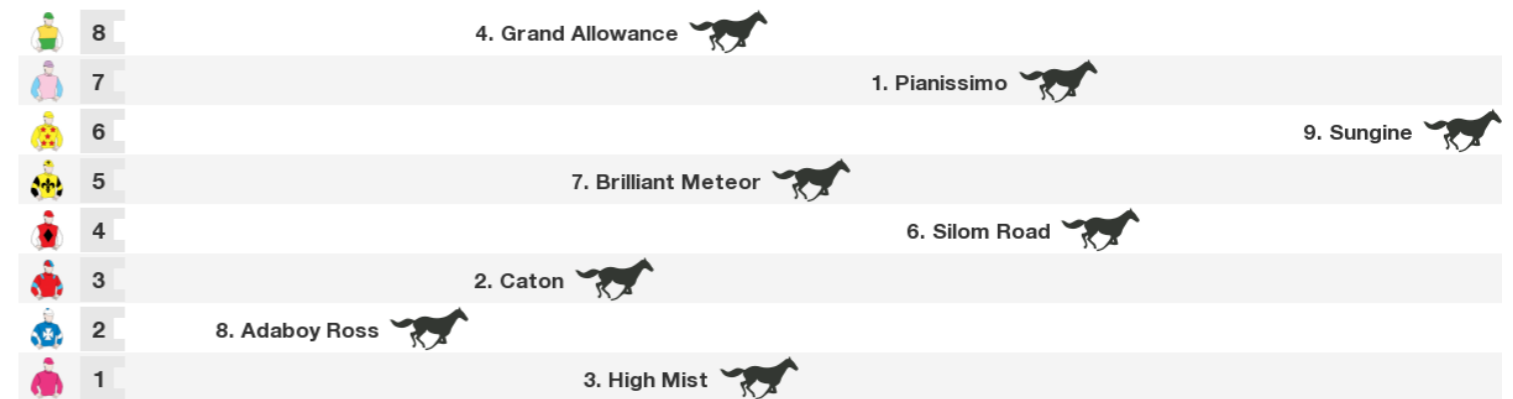 8 4. Grand Allowance
7 1. Pianissimo
6 9. Sungine
5 7. Brilliant Meteor
4 6. Silom Road
3 2. Caton
2 8. Adaboy Ross
1 3. High Mist